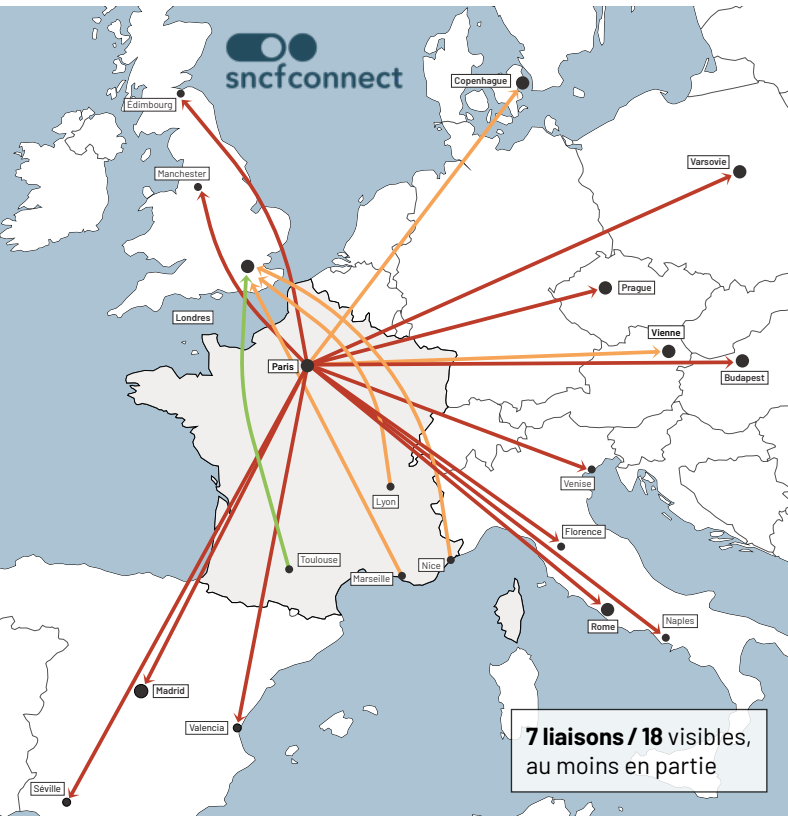 sncfconnect
Copenhague
Édimbourg
Varsovie
Manchester
Prague
Londres
Vienne
Paris
Budapest
Venise
Lyon
Florence
Toulouse
Nice
Marseille
Naples
Rome
Madrid
Valencia
7 liaisons / 18 visibles,
au moins en partie
Séville